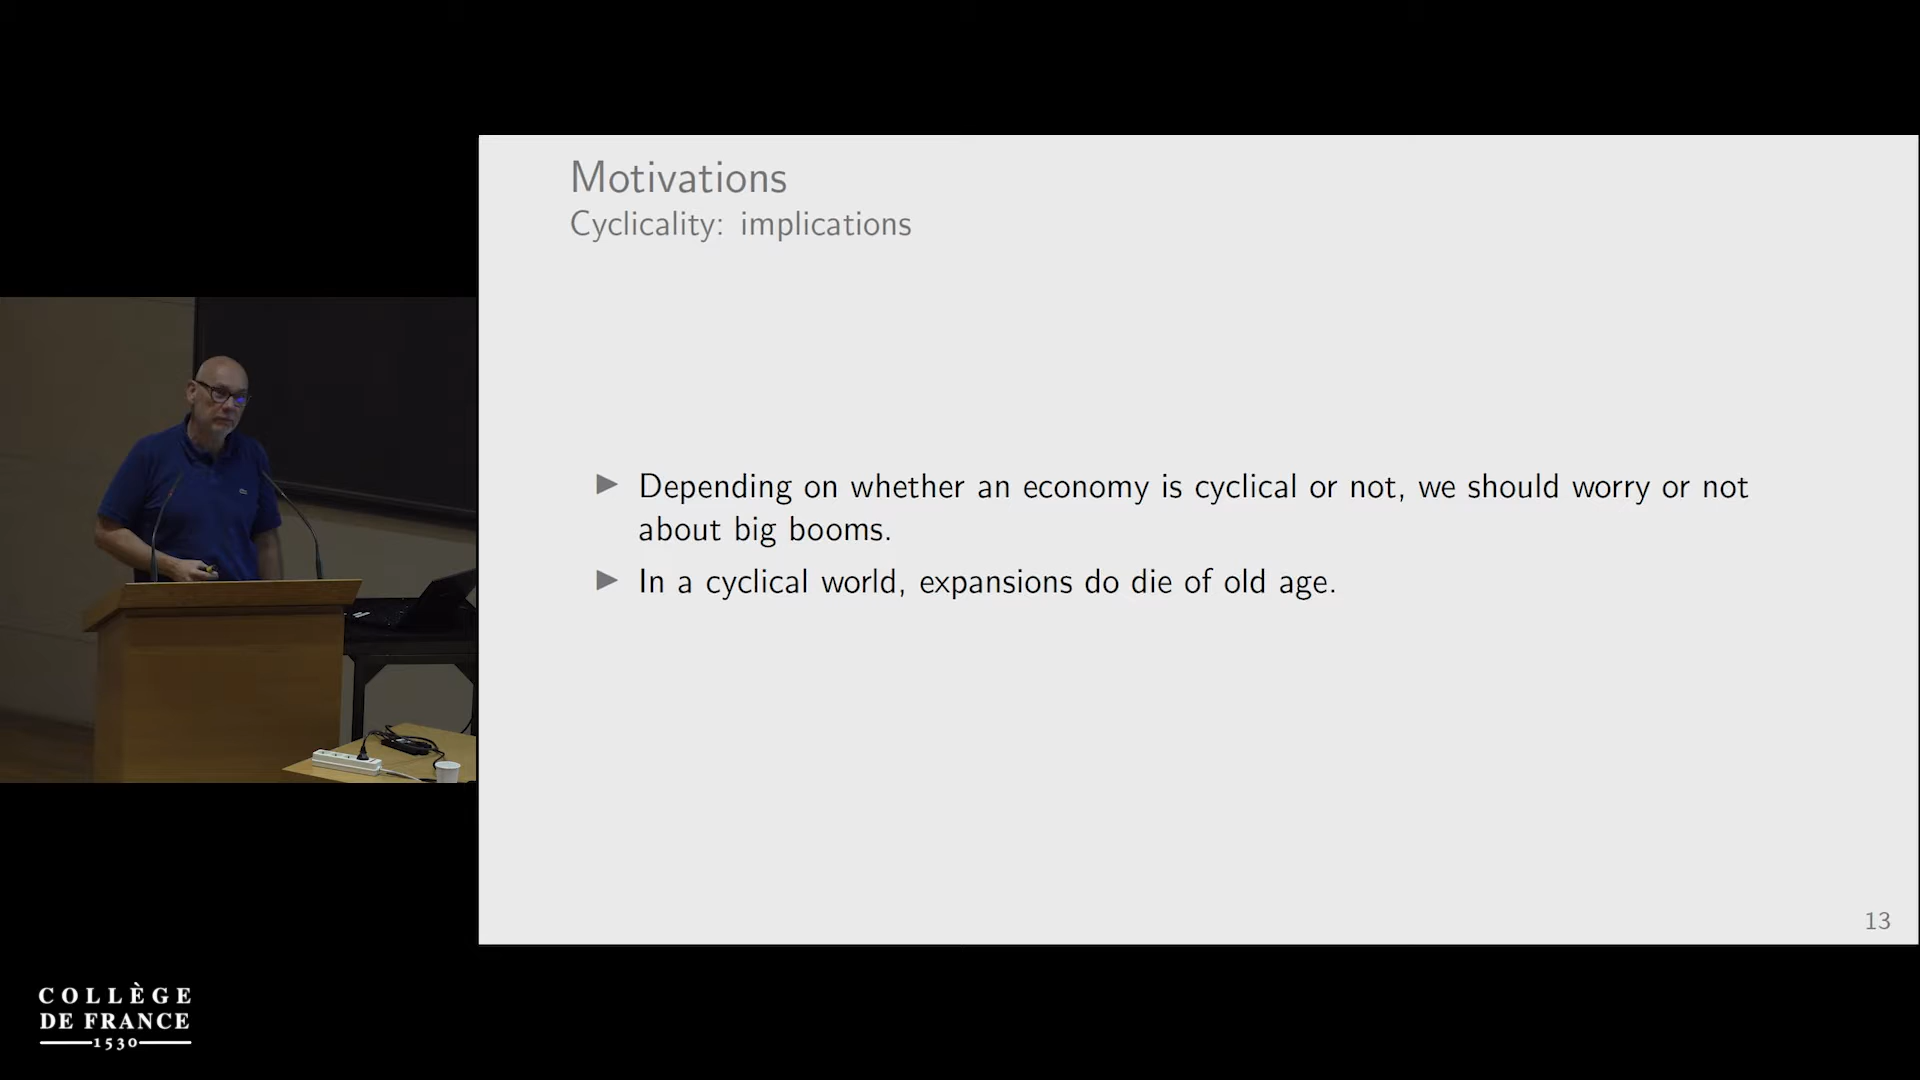 Motivations
Cyclicality: implications
▶ Depending on whether an economy is cyclical or not, we should worry or not
about big booms.
▶ In a cyclical world, expansions do die of old age.
13
COLLÈGE
DE FRANCE
1530